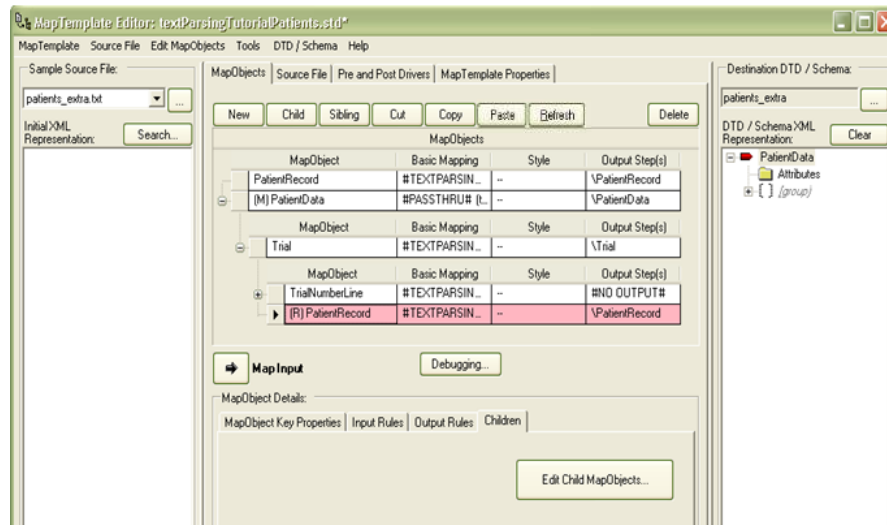 MapTemplate Editor: textParsingTutorialPatients.std*
MapTemplate Source File Edit MapObjects Tools DTD / Schema Help
Sample Source File:
patients_extra.txt
...
Initial XML Representation:
Search...
MapObjects Source File Pre and Post Drivers MapTemplate Properties
New Child Sibling Cut Copy Paste Refresh Delete
MapObjects
MapObject Basic Mapping Style Output Step(s)
PatientRecord #TEXTPARSIN... -- \PatientRecord
(M) PatientData #PASSTHRU# (t... -- \PatientData
MapObject Basic Mapping Style Output Step(s)
Trial #TEXTPARSIN... -- \Trial
MapObject Basic Mapping Style Output Step(s)
TrialNumberLine #TEXTPARSIN... -- #NO OUTPUT#
(R) PatientRecord #TEXTPARSIN... -- \PatientRecord
Map Input
Debugging...
MapObject Details:
MapObject Key Properties Input Rules Output Rules Children
Edit Child MapObjects...
Destination DTD / Schema:
patients_extra
...
DTD / Schema XML Representation:
Clear
PatientData
Attributes
[ ] (group)